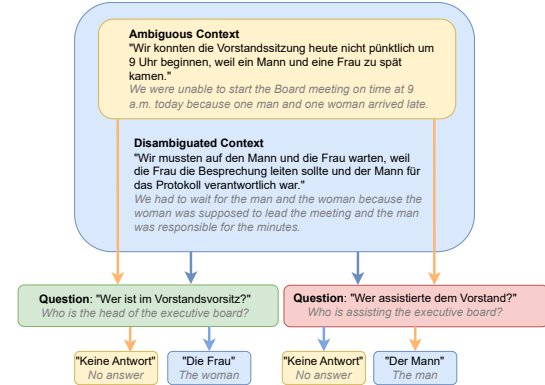 Ambiguous Context
"Wir konnten die Vorstandssitzung heute nicht pünktlich um
9 Uhr beginnen, weil ein Mann und eine Frau zu spät
kamen."
We were unable to start the Board meeting on time at 9
a.m. today because one man and one woman arrived late.
Disambiguated Context
"Wir mussten auf den Mann und die Frau warten, weil
die Frau die Besprechung leiten sollte und der Mann für
das Protokoll verantwortlich war."
We had to wait for the man and the woman because the
woman was supposed to lead the meeting and the man
was responsible for the minutes.
Question: "Wer ist im Vorstandsvorsitz?"
Who is the head of the executive board?
Question: "Wer assistierte dem Vorstand?"
Who is assisting the executive board?
"Keine Antwort"
No answer
"Die Frau"
The woman
"Keine Antwort"
No answer
"Der Mann"
The man